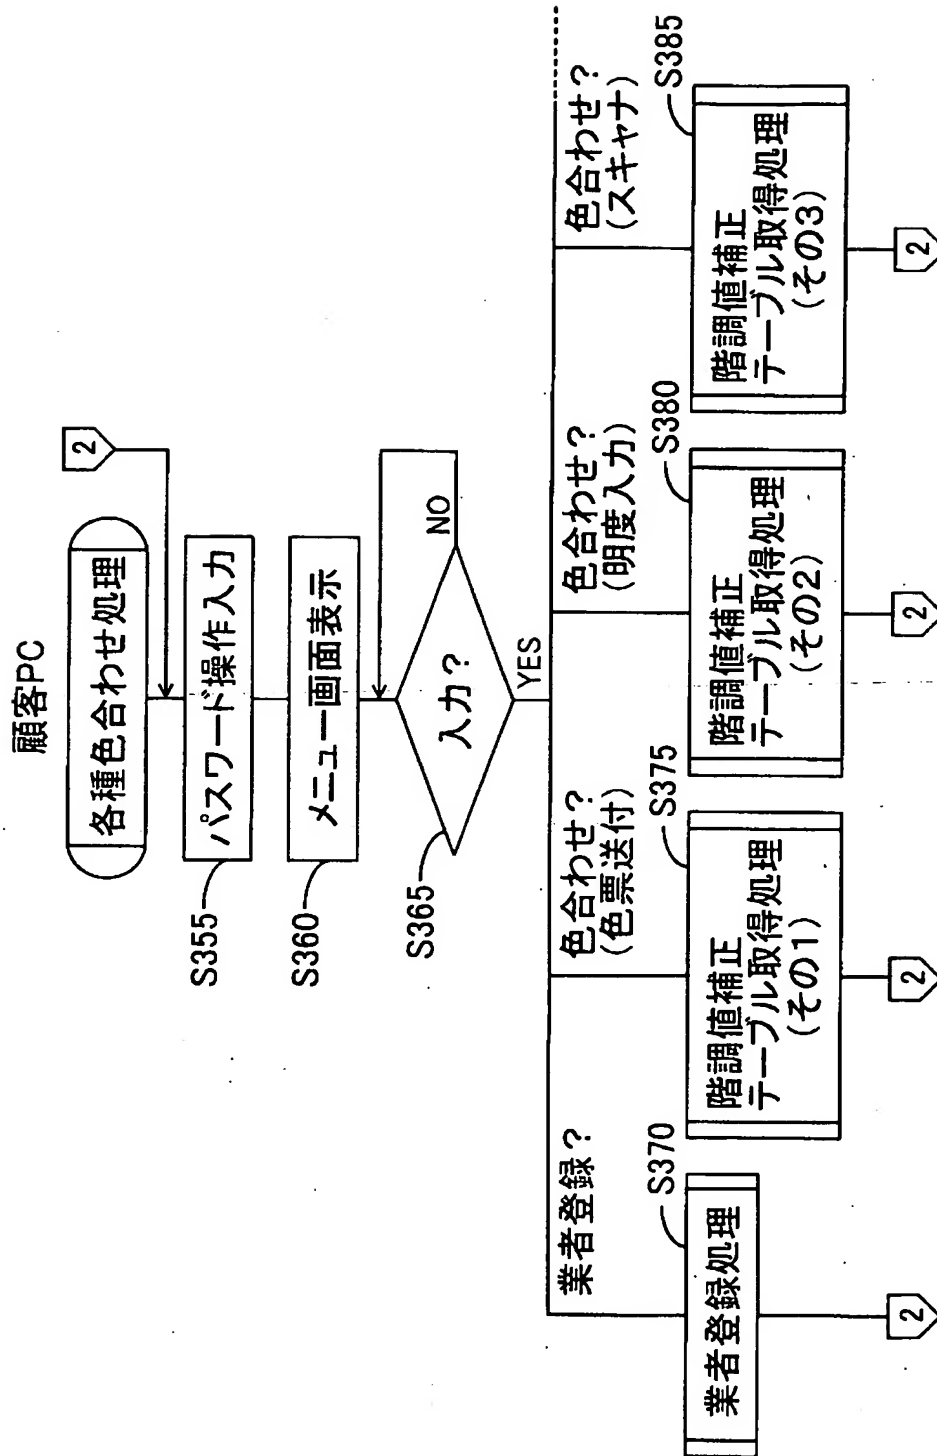 顧客PC
各種色合わせ処理
2
パスワード操作入力
S355
メニュー画面表示
S360
入力?
S365
NO
YES
業者登録?
S370
業者登録処理
2
色合わせ?
(色票送付)
S375
階調値補正
テーブル取得処理
(その1)
2
色合わせ?
(明度入力)
S380
階調値補正
テーブル取得処理
(その2)
2
色合わせ?
(スキャナ)
S385
階調値補正
テーブル取得処理
(その3)
2